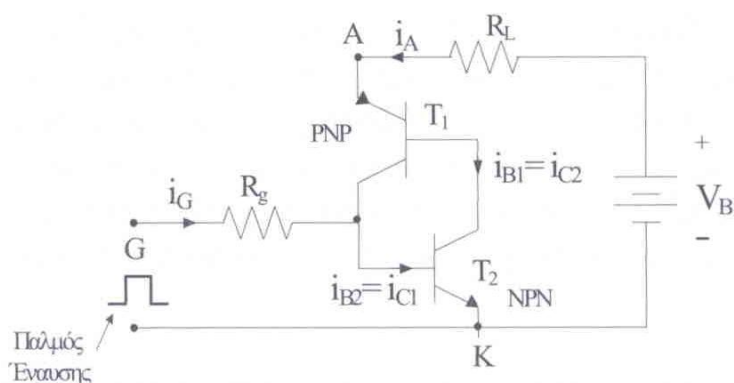 A
i_A
R_L
PNP
T_1
i_B1=i_C2
+
V_B
-
i_G
R_g
G
T_2
i_B2=i_C1
NPN
K
Παλμός
Έναυσης